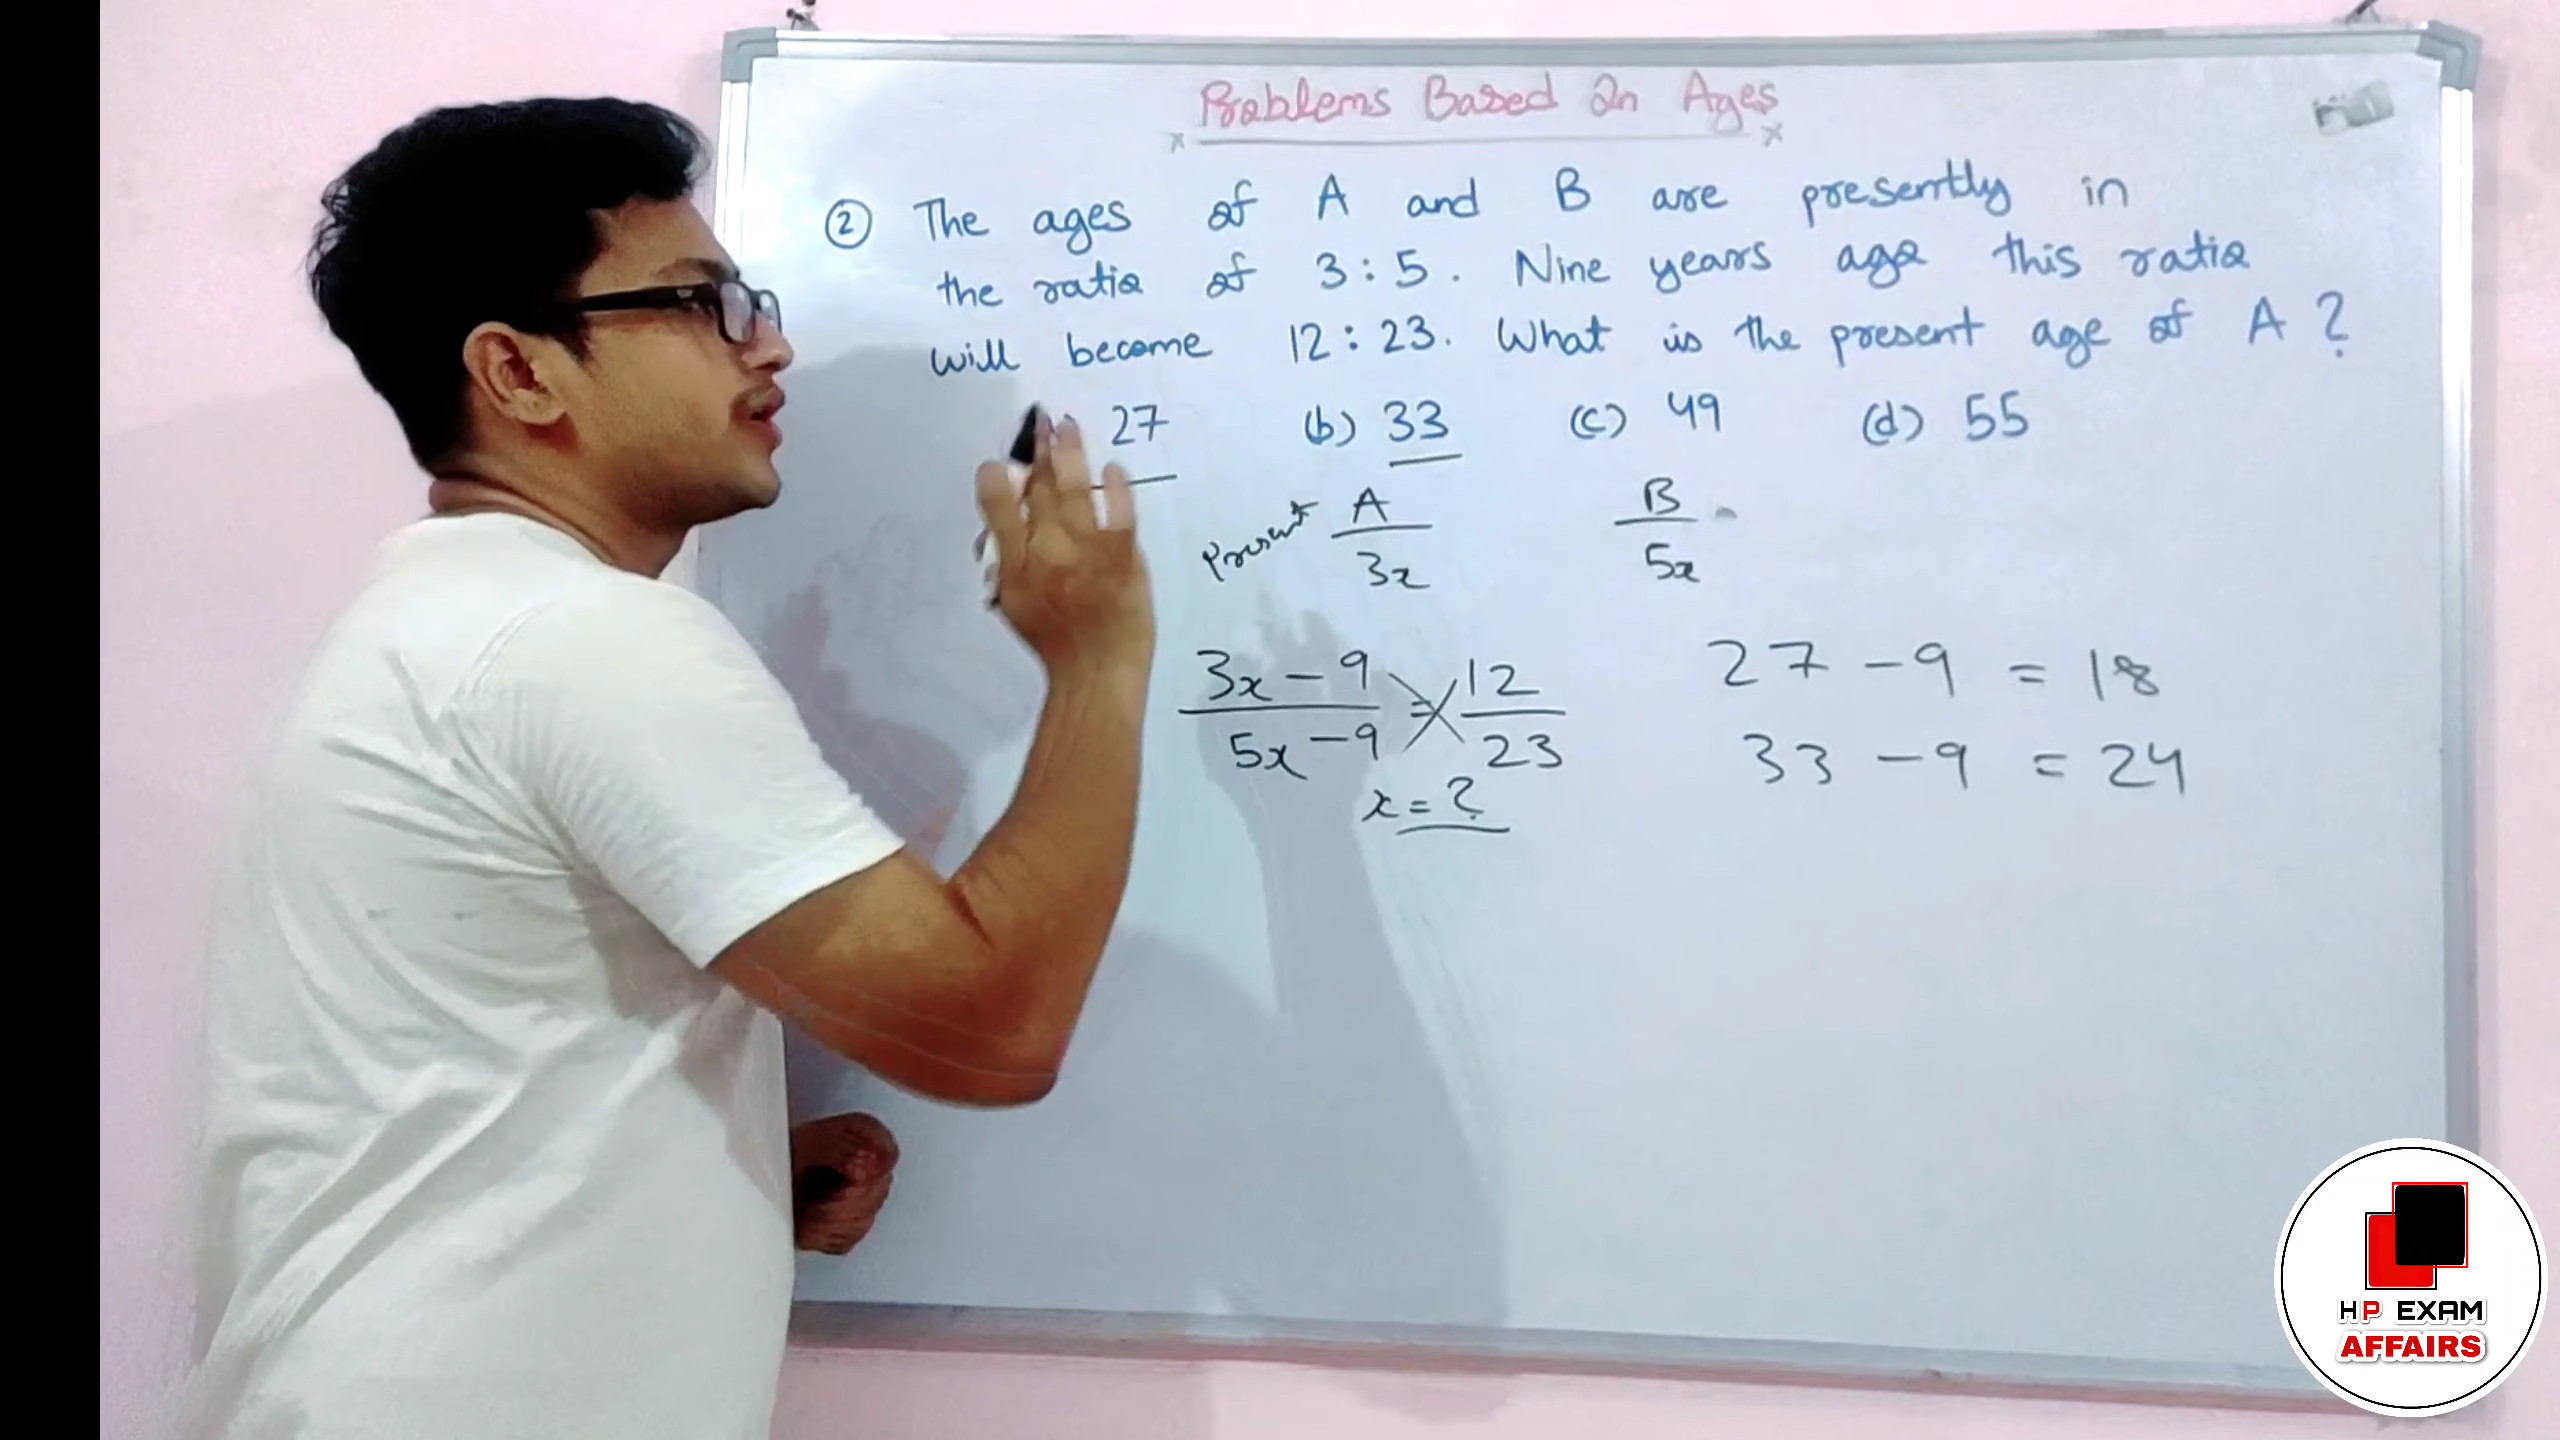 Problems Based On Ages
② The ages of A and B are presently in
the ratio of 3:5. Nine years ago this ratio
will become 12:23. What is the present age of A?
27 (b) 33 (c) 49 (d) 55
Present A B
3x 5x
3x-9 = 12
5x-9 23
x = ?
27 - 9 = 18
33 - 9 = 24
HP EXAM
AFFAIRS